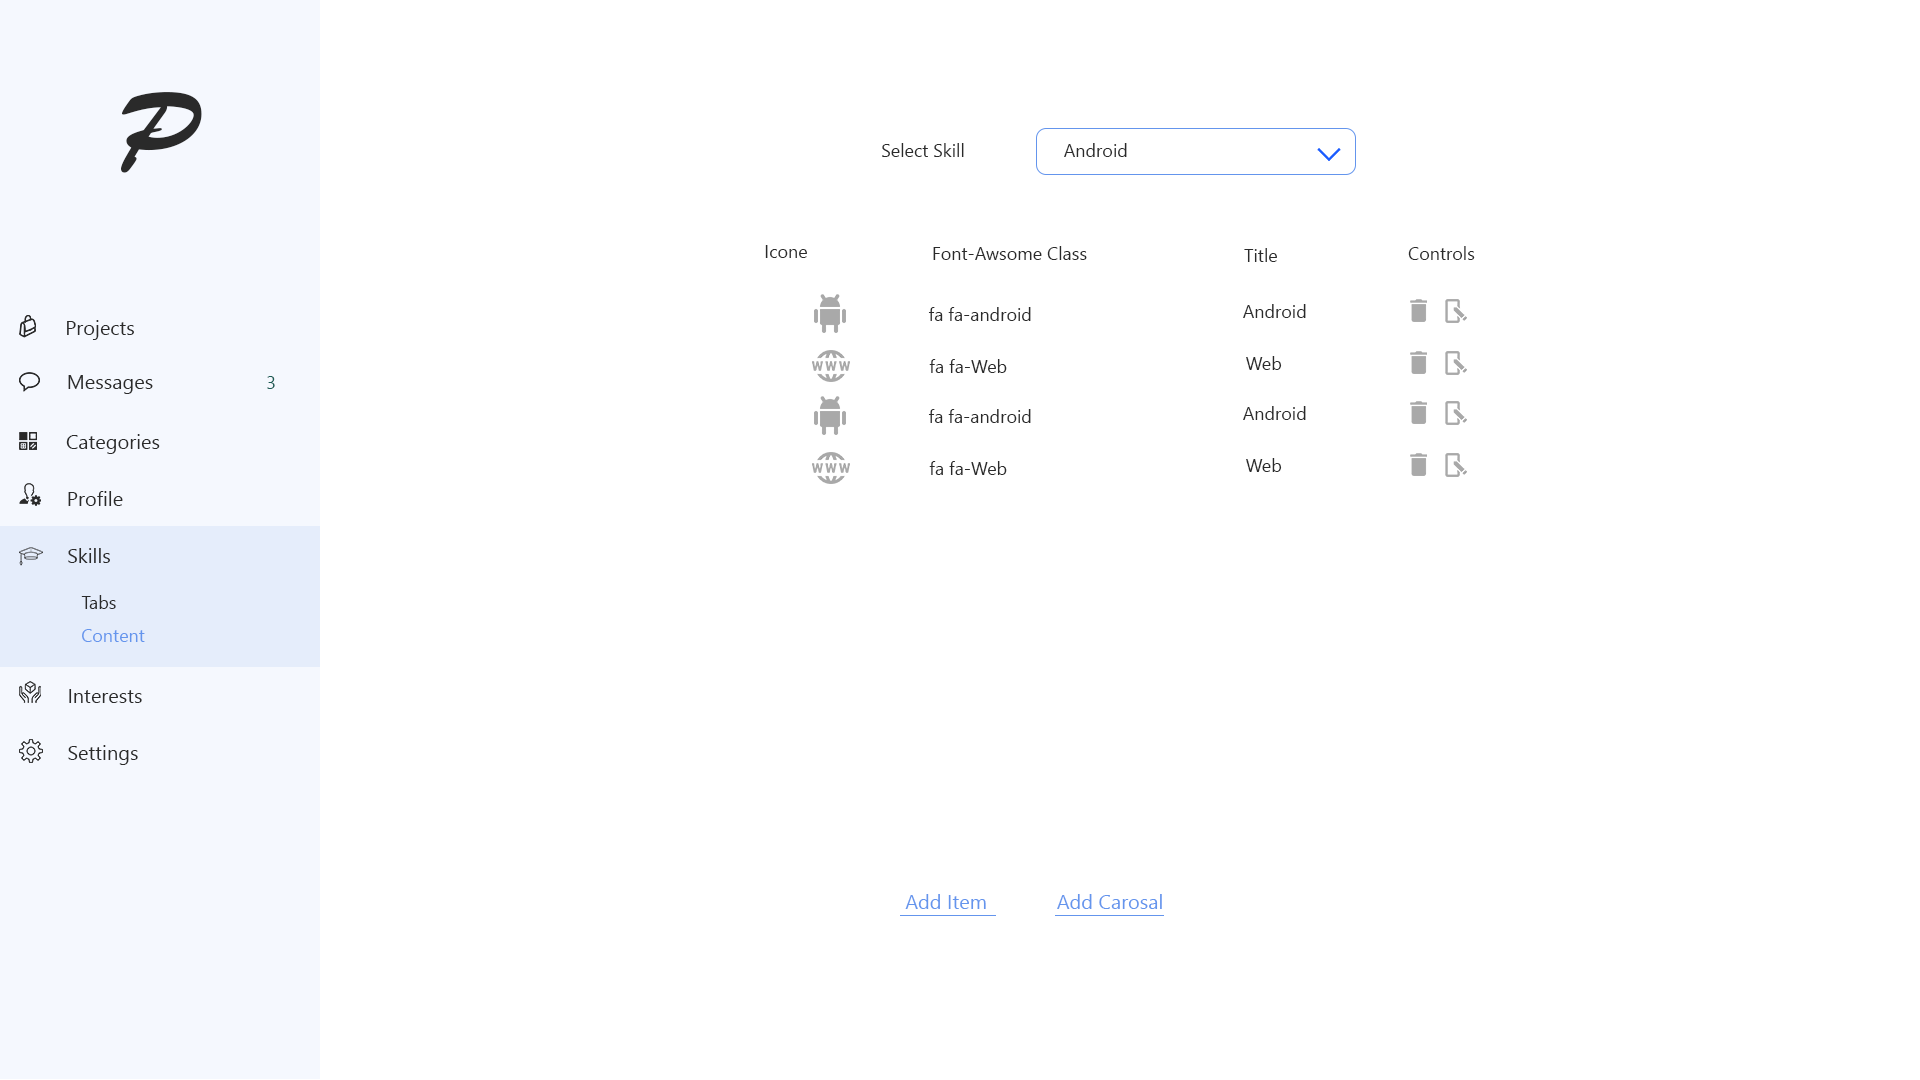 P
Projects
Messages 3
Categories
Profile
Skills
Tabs
Content
Interests
Settings
Select Skill Android
Icone Font-Awsome Class Title Controls
fa fa-android Android
WWW fa fa-Web Web
fa fa-android Android
WWW fa fa-Web Web
Add Item Add Carosal